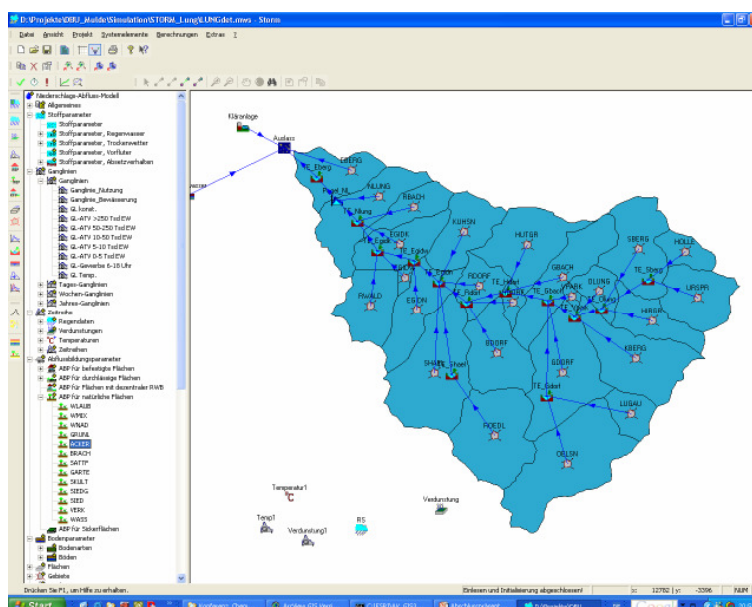 D:\Projekte\DBU_Mulde\Simulation\STORM_Lung\LUNGdet.mws - Storm
Datei Ansicht Projekt Systemelemente Berechnungen Extras ?
Niederschlags-Abfluss-Modell
Allgemeines
Stoffparameter
Stoffparameter
Stoffparameter, Regenwasser
Stoffparameter, Trockenwetter
Stoffparameter, Vorfluter
Stoffparameter, Absetzverhalten
Ganglinien
Ganglinien
Ganglinie_Nutzung
Ganglinie_Bewässerung
GL konst.
GL-ATV >250 Tsd EW
GL-ATV 50-250 Tsd EW
GL-ATV 10-50 Tsd EW
GL-ATV 5-10 Tsd EW
GL-ATV 0-5 Tsd EW
GL-Gewerbe 6-18 Uhr
GL Temp.
Tages-Ganglinien
Wochen-Ganglinien
Jahres-Ganglinien
Zeitreihe
Regendaten
Verdunstungen
Temperaturen
Zeitreihen
Abflussbildungsparameter
ABP für befestigte Flächen
ABP für durchlässige Flächen
ABP für Flächen mit dezentraler RWB
ABP für natürliche Flächen
WLAUB
WMIX
WNAD
GRUNL
ACKER
BRACH
SATTF
GARTE
SKULT
SIEDG
SIED
VERK
WASS
ABP für Sickerflächen
Bodenparameter
Bodenarten
Böden
Flächen
Gebiete
Kläranlage
Auslass
EBERG
TE_Eberg
Pegel_NL
NLUNG
TE_Nlung
RBACH
EGIDK
KUHSN
HUTGR
SBERG
HOLLE
GBACH
RDORF
OLUNG
VPARK
URSPR
HIRSR
FWALD
EGIDN
BDORF
GDORF
KBERG
TE_Gdorf
LUGAU
HOEDL
OELSN
Temperatur1
Temp1
Verdunstung1
RS
Verdunstung
Drücken Sie F1, um Hilfe zu erhalten.
Einlesen und Initialisierung abgeschlossen!
x: 12782 y: -3396 NUM
Start